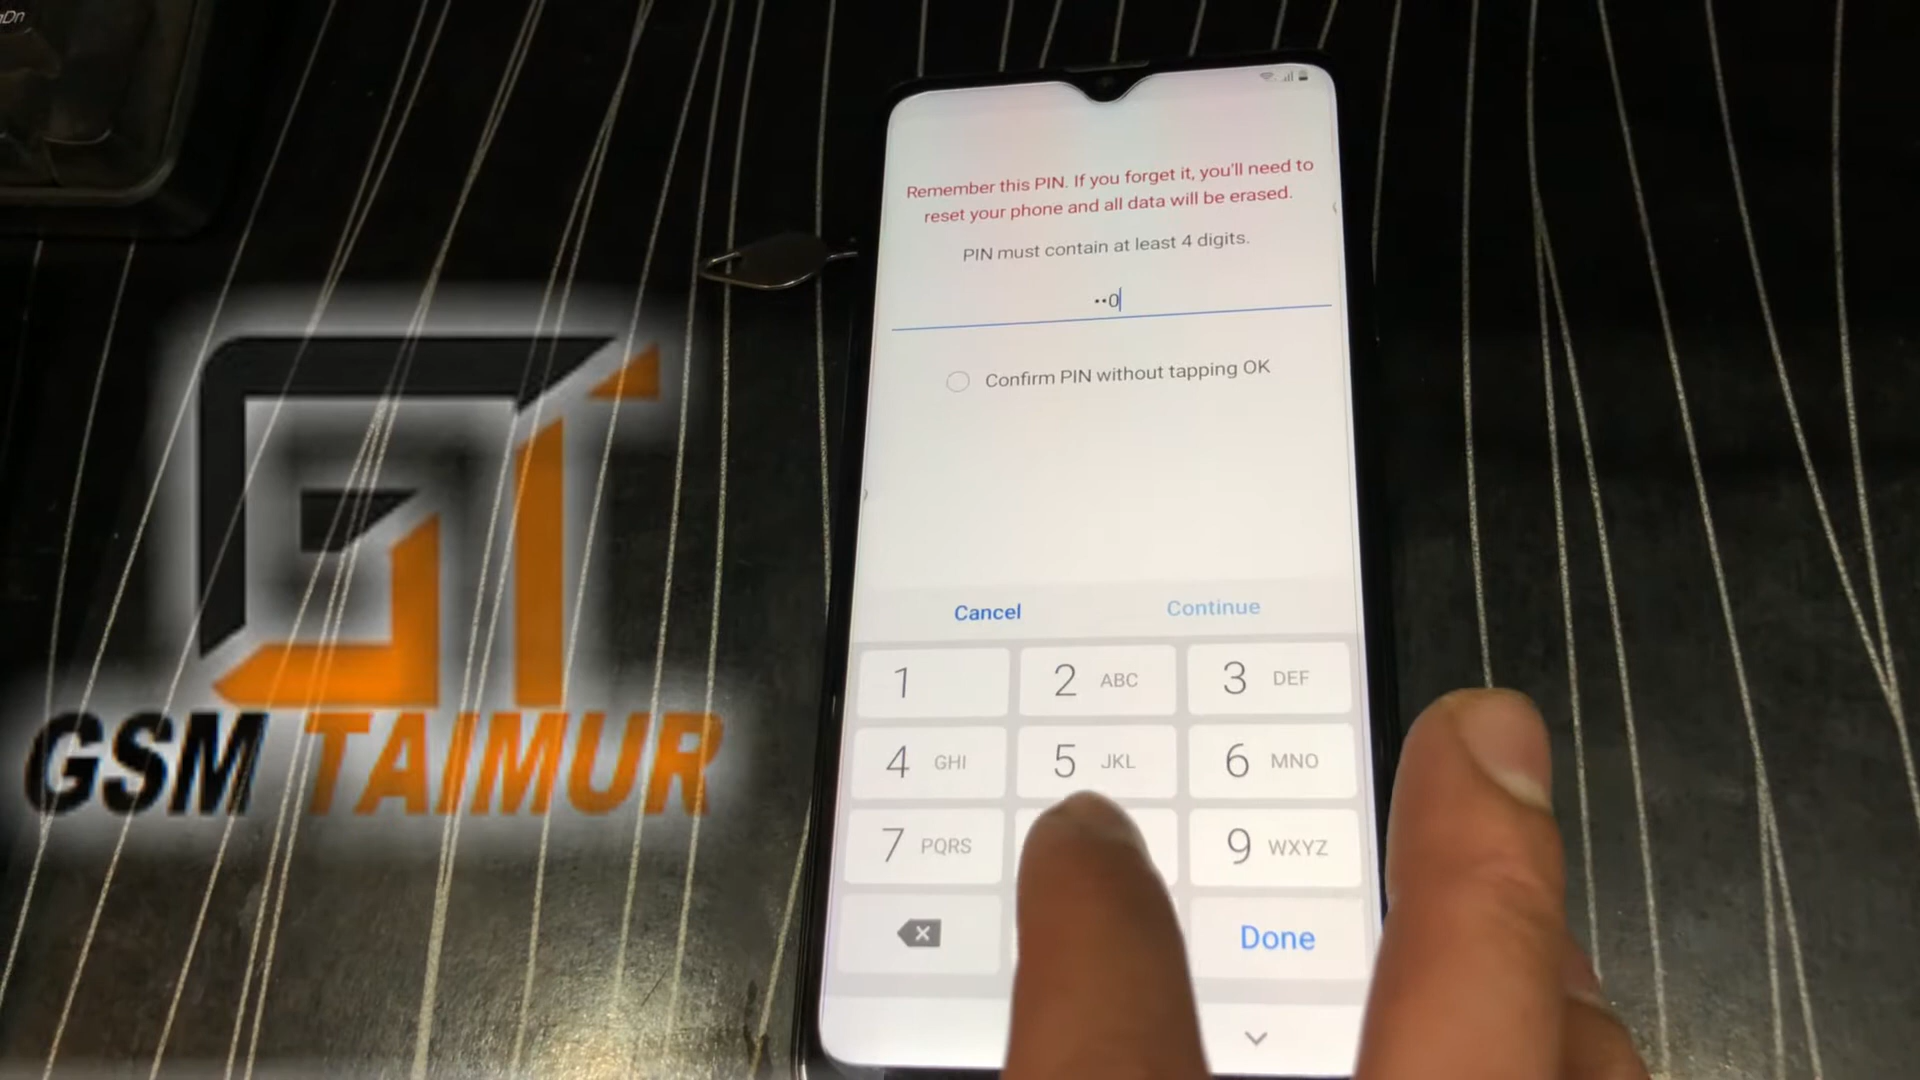 Dn
Remember this PIN. If you forget it, you'll need to
reset your phone and all data will be erased.
PIN must contain at least 4 digits.
••0
Confirm PIN without tapping OK
Cancel
Continue
1
2 ABC
3 DEF
4 GHI
5 JKL
6 MNO
7 PQRS
9 WXYZ
Done
GSM TAIMUR